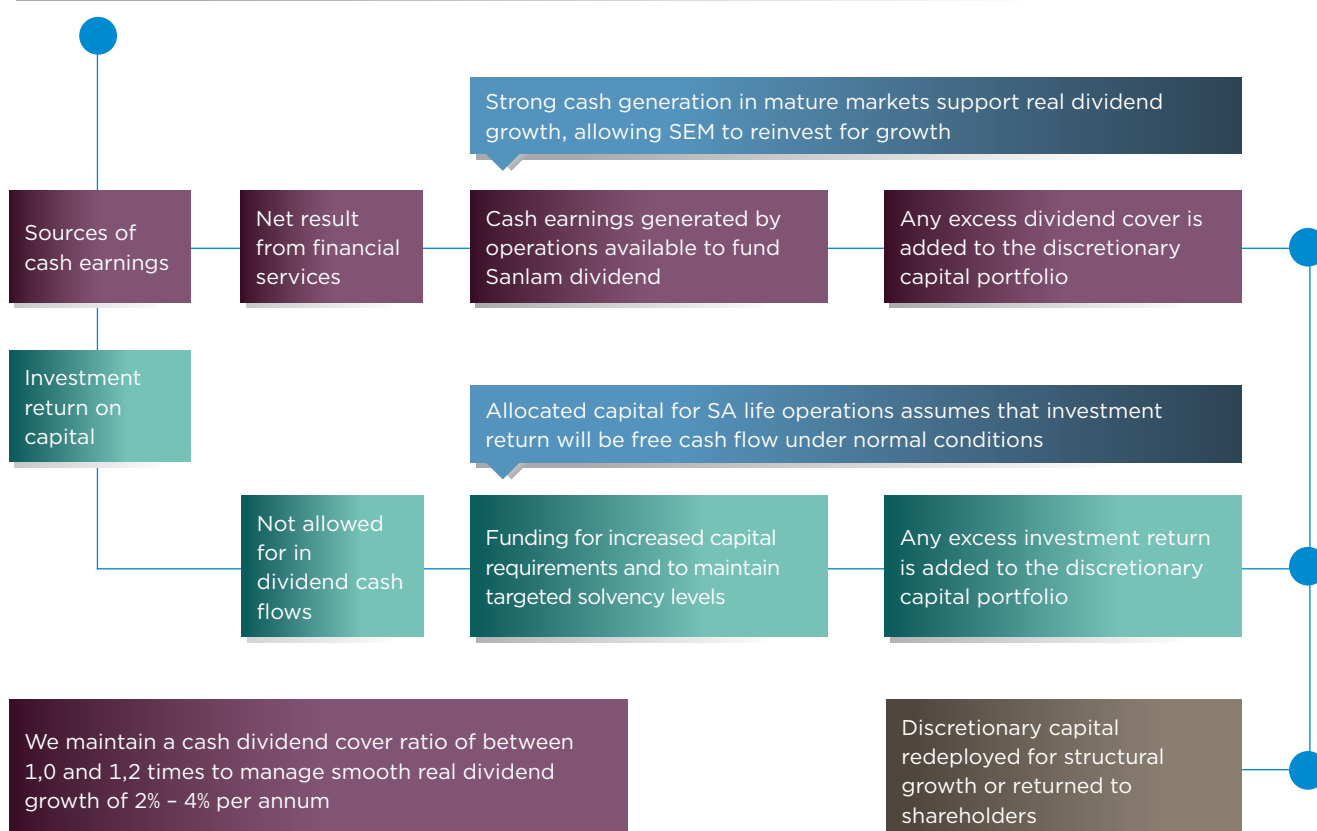 Strong cash generation in mature markets support real dividend
growth, allowing SEM to reinvest for growth
Sources of
cash earnings
Net result
from financial
services
Cash earnings generated by
operations available to fund
Sanlam dividend
Any excess dividend cover is
added to the discretionary
capital portfolio
Investment
return on
capital
Allocated capital for SA life operations assumes that investment
return will be free cash flow under normal conditions
Not allowed
for in
dividend cash
flows
Funding for increased capital
requirements and to maintain
targeted solvency levels
Any excess investment return
is added to the discretionary
capital portfolio
We maintain a cash dividend cover ratio of between
1,0 and 1,2 times to manage smooth real dividend
growth of 2% – 4% per annum
Discretionary capital
redeployed for structural
growth or returned to
shareholders